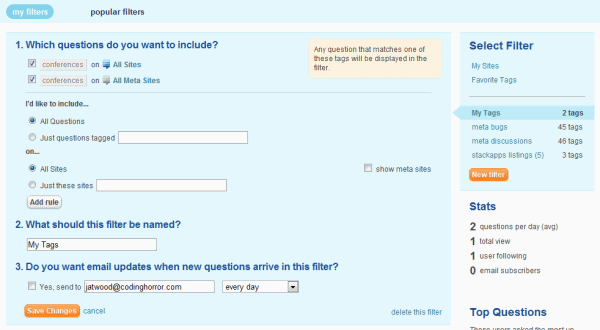 my filters popular filters
1. Which questions do you want to include?
conferences on All Sites
conferences on All Meta Sites
Any question that matches one of
these tags will be displayed in the
filter.
I'd like to include...
All Questions
Just questions tagged
on...
All Sites
show meta sites
Just these sites
Add rule
2. What should this filter be named?
My Tags
3. Do you want email updates when new questions arrive in this filter?
Yes, send to jatwood@codinghorror.com every day
Save Changes cancel
delete this filter
Select Filter
My Sites
Favorite Tags
My Tags 2 tags
meta bugs 45 tags
meta discussions 46 tags
stackapps listings (5) 3 tags
New filter
Stats
2 questions per day (avg)
1 total view
1 user following
0 email subscribers
Top Questions